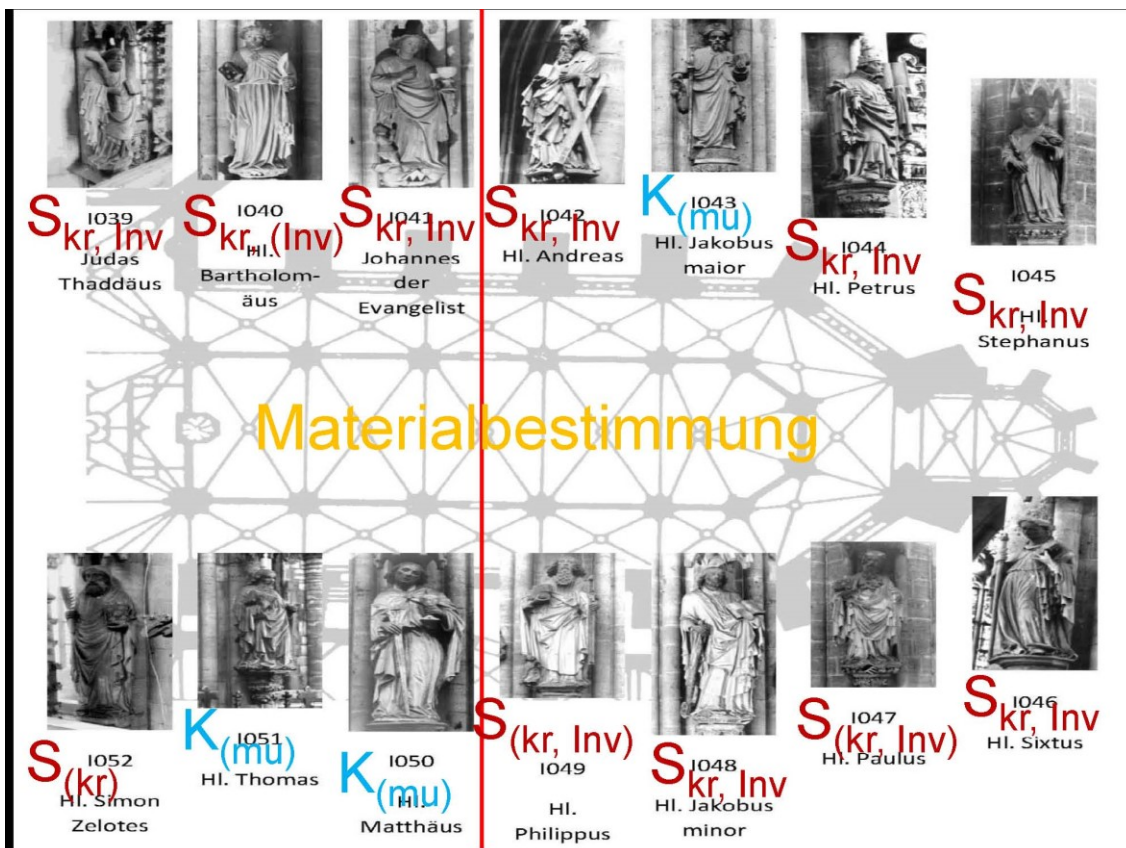 I039
S kr, Inv
Judas
Thaddäus
I040
S kr, (Inv)
Hl.
Bartholom-
äus
I041
S kr, Inv
Johannes
der
Evangelist
I042
S kr, Inv
Hl. Andreas
I043
K (mu)
Hl. Jakobus
maior
I044
S kr, Inv
Hl. Petrus
I045
S kr, Inv
Hl.
Stephanus
Materialbestimmung
I052
S (kr)
Hl. Simon
Zelotes
I051
K (mu)
Hl. Thomas
I050
K (mu)
Hl.
Matthäus
S (kr, Inv)
I049
Hl.
Philippus
I048
S kr, Inv
Hl. Jakobus
minor
I047
S (kr, Inv)
Hl. Paulus
I046
S kr, Inv
Hl. Sixtus